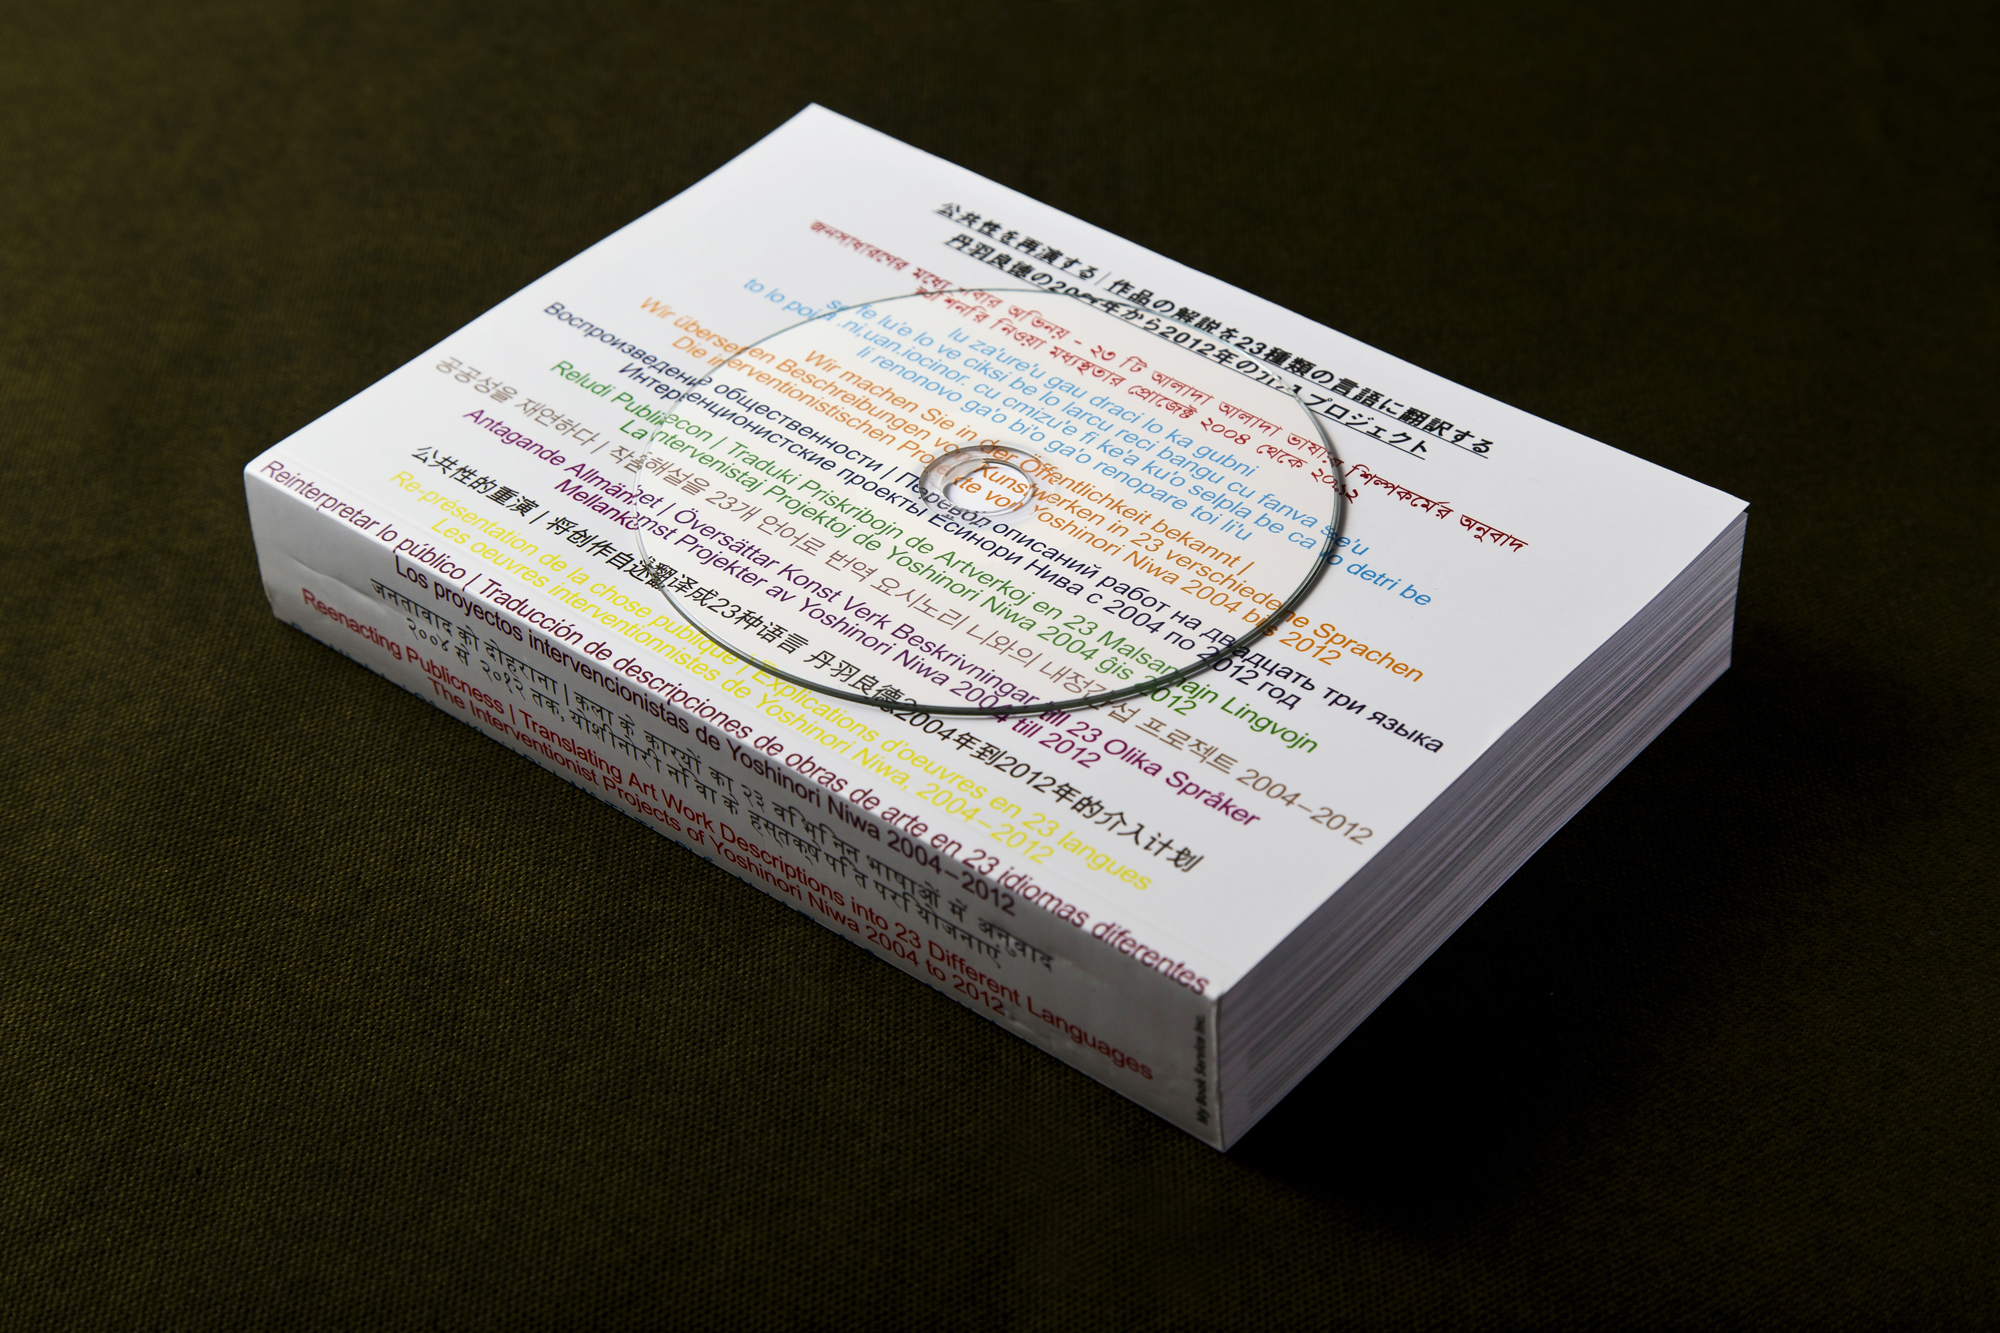 公共性を再演する | 作品の解説を23種類の言語に翻訳する
丹羽良徳の2004年から2012年の介入プロジェクト
জনসাধারণের মধ্যে আবার অভিনয় - ২৩ টি আলাদা আলাদা ভাষায় শিল্পকর্মের অনুবাদ
নিওয়া মধ্যস্থতার প্রোজেক্ট ২০০৪ থেকে ২০১২
lu za'ure'u gau draci lo ka gubni
se fe lu'e lo ve ciksi be lo larcu reci bangu cu fanva se'u
to lo poi .ni,uan.iocinor. cu cmizu'e fi ke'a ku'o selpla be ca lo detri be
li renonovo ga'o bi'o ga'o renopare toi li'u
Wir machen Sie in der Öffentlichkeit bekannt |
Wir übersetzen Beschreibungen von Kunstwerken in 23 verschiedene Sprachen
Die interventionistischen Projekte von Yoshinori Niwa 2004 bis 2012
Воспроизведение общественности | Перевод описаний работ на двадцать три языка
Интервенционистские проекты Ёсинори Нива с 2004 по 2012 год
Reludi Publikecon | Traduki Priskribojn de Artverkoj en 23 Malsamajn Lingvojn
La Intervenistaj Projektoj de Yoshinori Niwa 2004 ĝis 2012
공공성을 재연하다 | 작품해설을 23개 언어로 번역 요시노리 니와의 내정간섭 프로젝트 2004–2012
Antagande Allmänhet | Översättar Konst Verk Beskrivningar till 23 Olika Språker
Mellankomst Projekter av Yoshinori Niwa 2004 till 2012
公共性的重演 | 将创作自述翻译成23种语言 丹羽良德2004年到2012年的介入计划
Re-présentation de la chose publique | Explications d'oeuvres en 23 langues
Les oeuvres interventionnistes de Yoshinori Niwa, 2004–2012
Reinterpretar lo público | Traducción de descripciones de obras de arte en 23 idiomas diferentes
Los proyectos intervencionistas de Yoshinori Niwa 2004–2012
जनतावाद को दोहराना | कला के कारयों का २३ वभिनिन भाषाओं में अनुवाद
२००४ से २०१२ तक, योशीनोरी नविा के हस्तक्षेप परियोजनाएं
Reenacting Publicness | Translating Art Work Descriptions into 23 Different Languages
The Interventionist Projects of Yoshinori Niwa 2004 to 2012
My Book Service Inc.